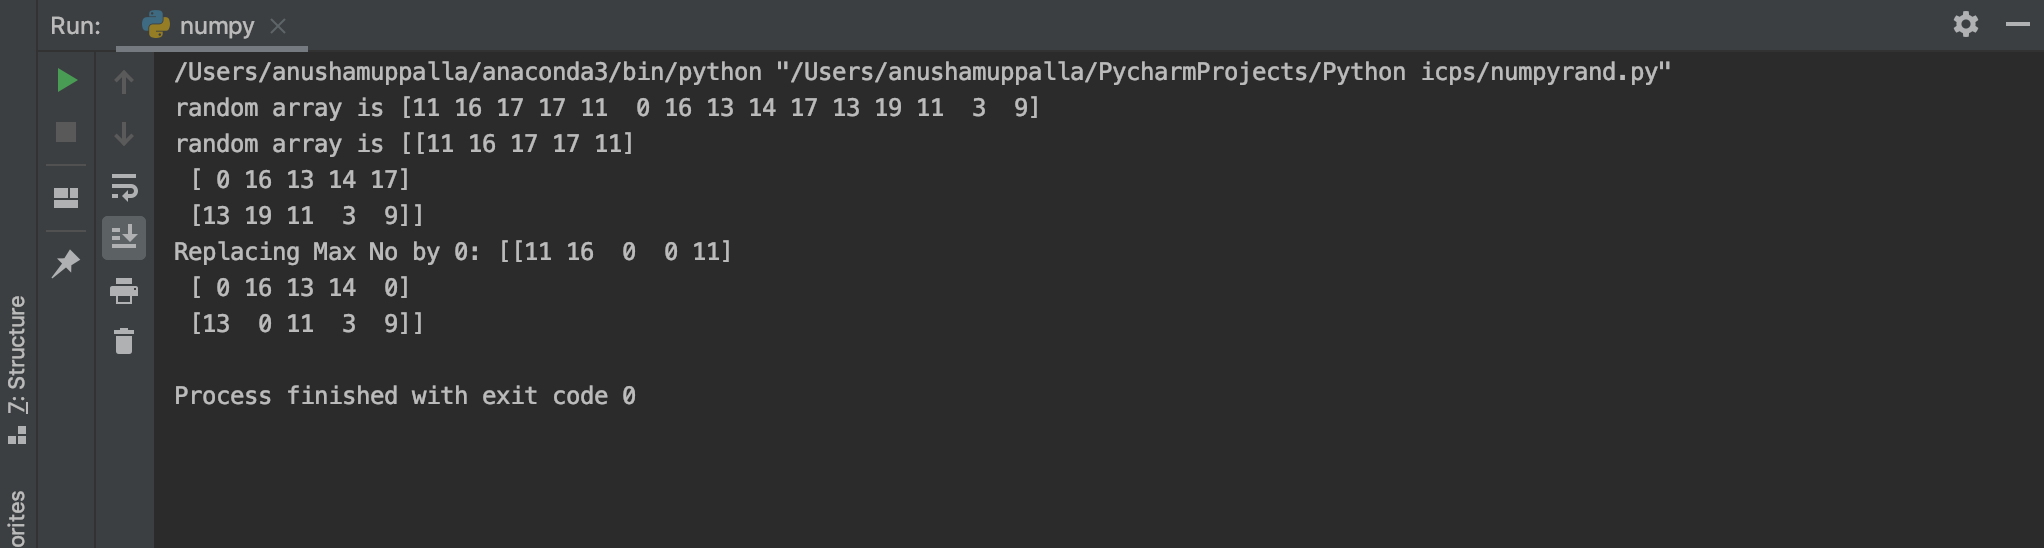 Run: numpy
/Users/anushamuppalla/anaconda3/bin/python "/Users/anushamuppalla/PycharmProjects/Python icps/numpyrand.py"
random array is [11 16 17 17 11  0 16 13 14 17 13 19 11  3  9]
random array is [[11 16 17 17 11]
 [ 0 16 13 14 17]
 [13 19 11  3  9]]
Replacing Max No by 0: [[11 16  0  0 11]
 [ 0 16 13 14  0]
 [13  0 11  3  9]]
Process finished with exit code 0
7: Structure
orites